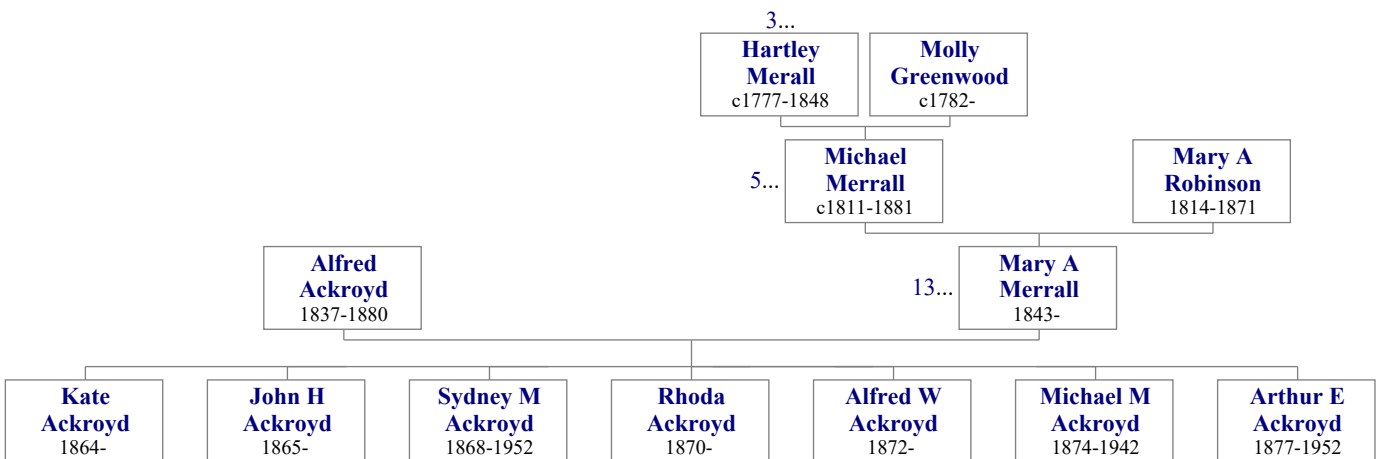 3...
Hartley
Merall
c1777-1848
Molly
Greenwood
c1782-
5...
Michael
Merrall
c1811-1881
Mary A
Robinson
1814-1871
Alfred
Ackroyd
1837-1880
13...
Mary A
Merrall
1843-
Kate
Ackroyd
1864-
John H
Ackroyd
1865-
Sydney M
Ackroyd
1868-1952
Rhoda
Ackroyd
1870-
Alfred W
Ackroyd
1872-
Michael M
Ackroyd
1874-1942
Arthur E
Ackroyd
1877-1952